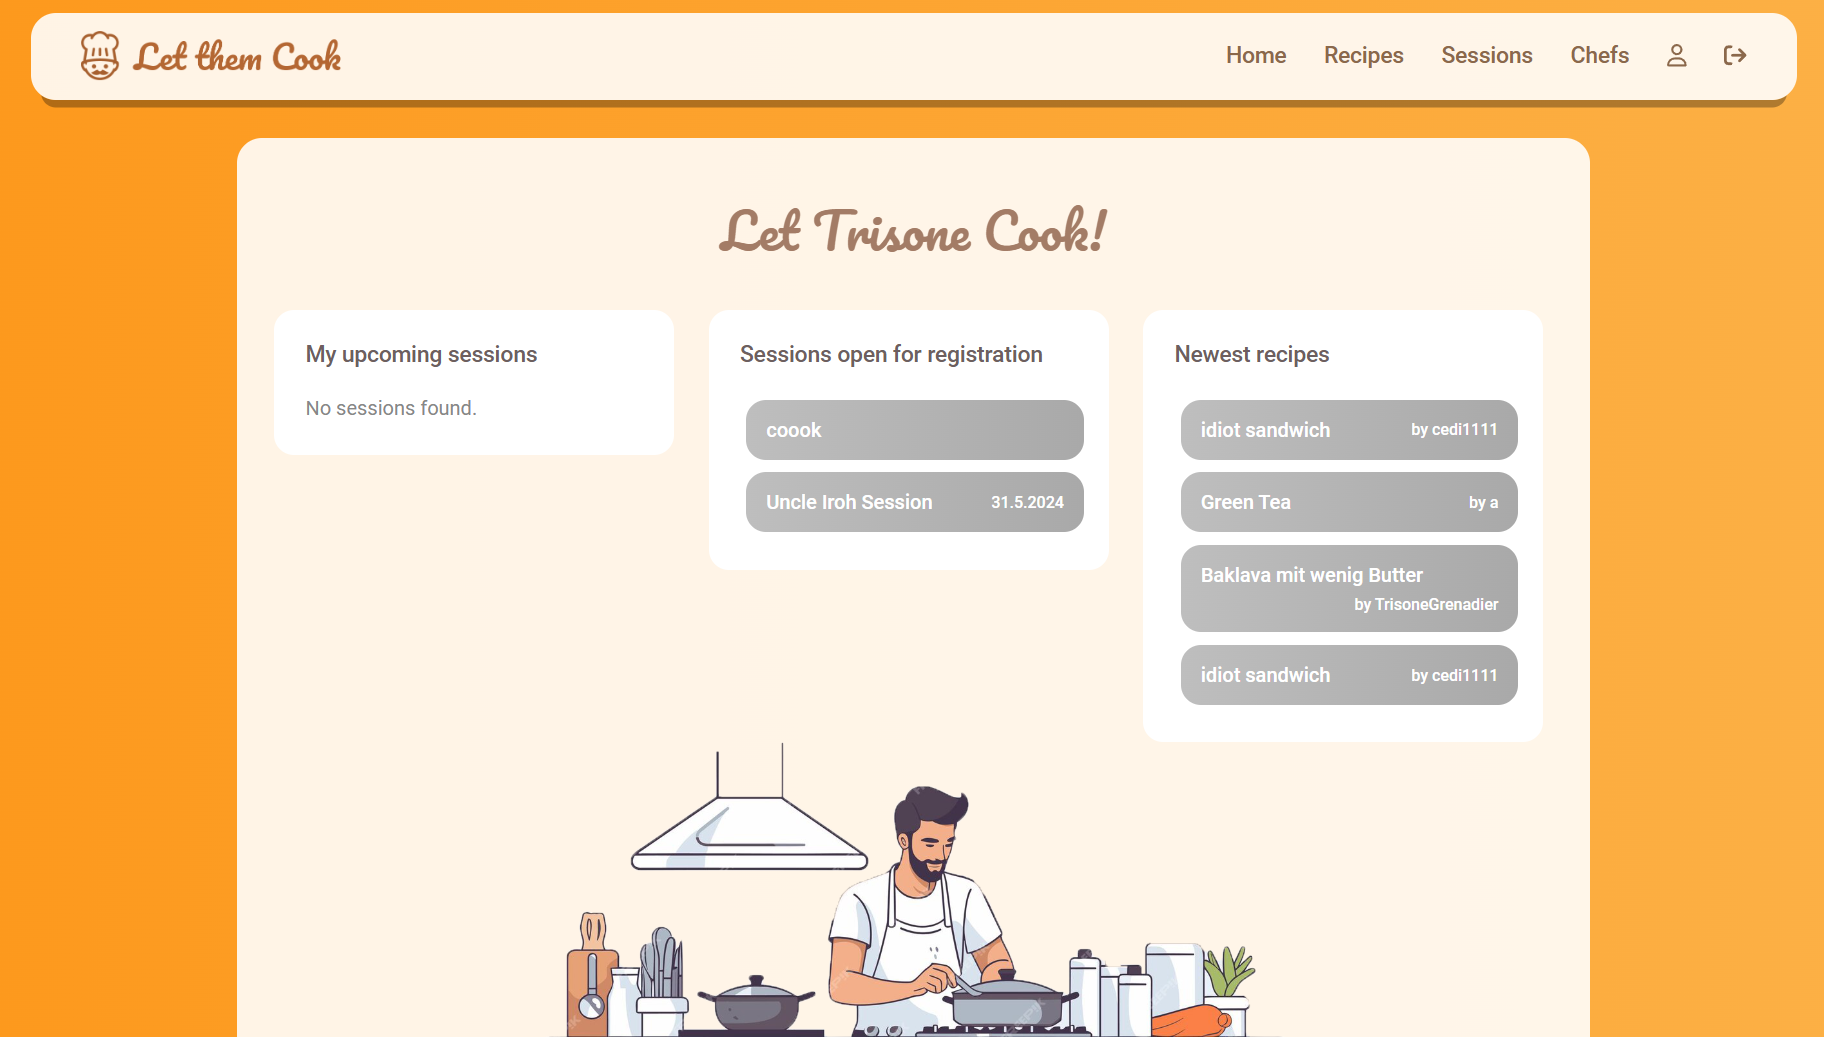 Let them Cook
Home Recipes Sessions Chefs
Let Trisone Cook!
My upcoming sessions
No sessions found.
Sessions open for registration
coook
Uncle Iroh Session 31.5.2024
Newest recipes
idiot sandwich by cedi1111
Green Tea by a
Baklava mit wenig Butter
by TrisoneGrenadier
idiot sandwich by cedi1111